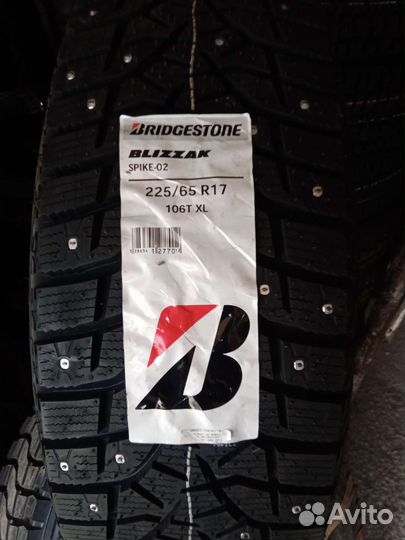 BRIDGESTONE
BLIZZAK
SPIKE-02
225/65 R17
106T XL
B
Avito